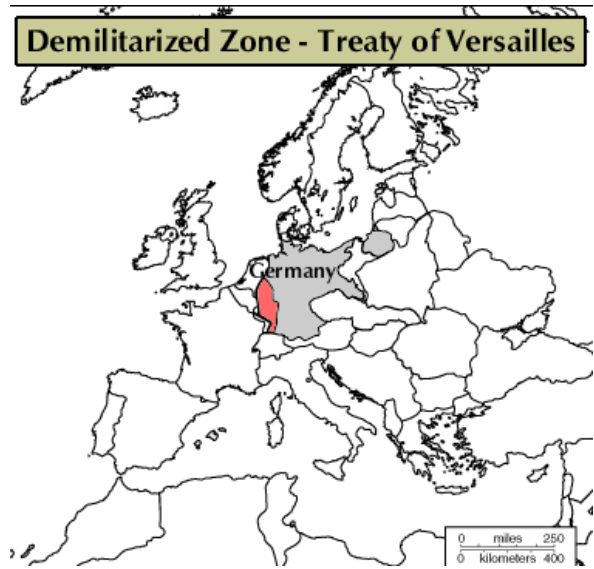 Demilitarized Zone - Treaty of Versailles
Germany
0 miles 250
0 kilometers 400